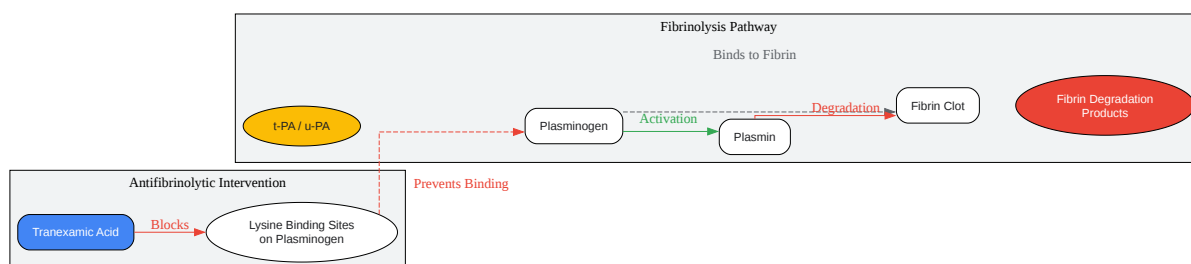 Fibrinolysis Pathway
Binds to Fibrin
t-PA / u-PA
Plasminogen
Activation
Plasmin
Degradation
Fibrin Clot
Fibrin Degradation
Products
Antifibrinolytic Intervention
Prevents Binding
Tranexamic Acid
Blocks
Lysine Binding Sites
on Plasminogen